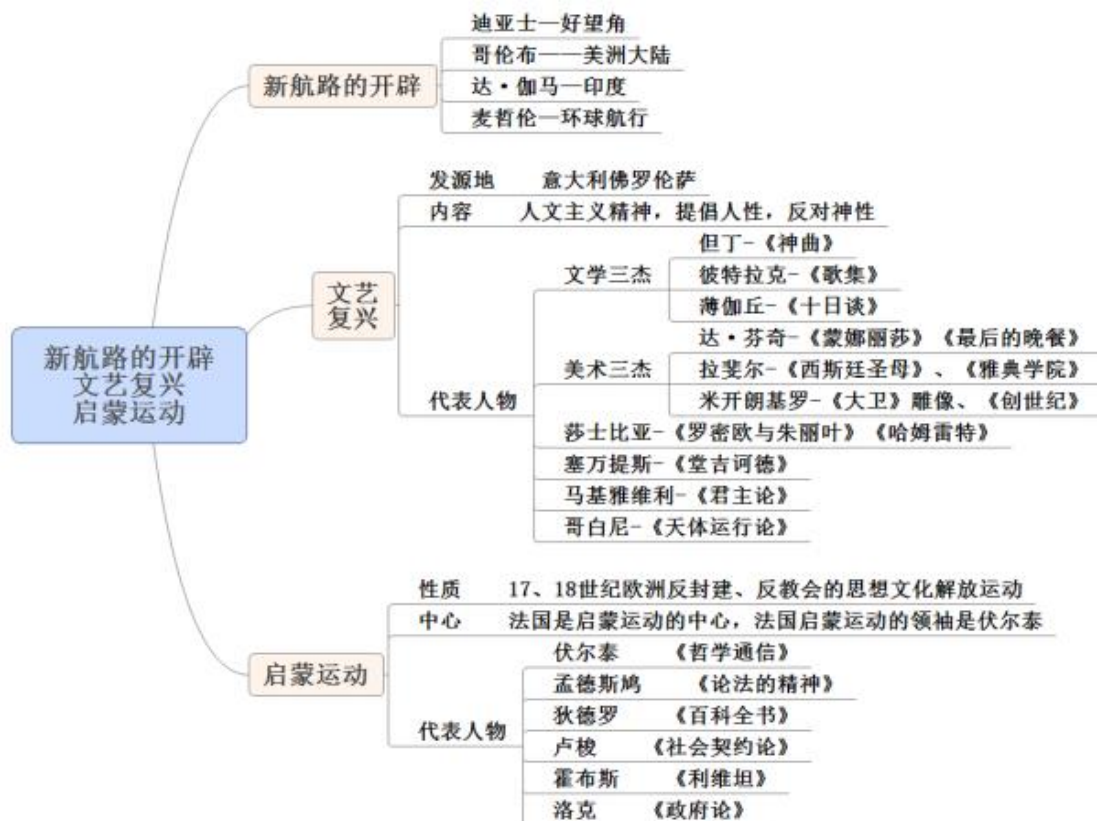 迪亚士—好望角
哥伦布——美洲大陆
新航路的开辟
达·伽马—印度
麦哲伦—环球航行
发源地 意大利佛罗伦萨
内容 人文主义精神，提倡人性，反对神性
文艺
复兴
代表人物
文学三杰
但丁-《神曲》
彼特拉克-《歌集》
薄伽丘-《十日谈》
美术三杰
达·芬奇-《蒙娜丽莎》《最后的晚餐》
拉斐尔-《西斯廷圣母》、《雅典学院》
米开朗基罗-《大卫》雕像、《创世纪》
莎士比亚-《罗密欧与朱丽叶》《哈姆雷特》
塞万提斯-《堂吉诃德》
马基雅维利-《君主论》
哥白尼-《天体运行论》
新航路的开辟
文艺复兴
启蒙运动
启蒙运动
性质 17、18世纪欧洲反封建、反教会的思想文化解放运动
中心 法国是启蒙运动的中心，法国启蒙运动的领袖是伏尔泰
代表人物
伏尔泰 《哲学通信》
孟德斯鸠 《论法的精神》
狄德罗 《百科全书》
卢梭 《社会契约论》
霍布斯 《利维坦》
洛克 《政府论》